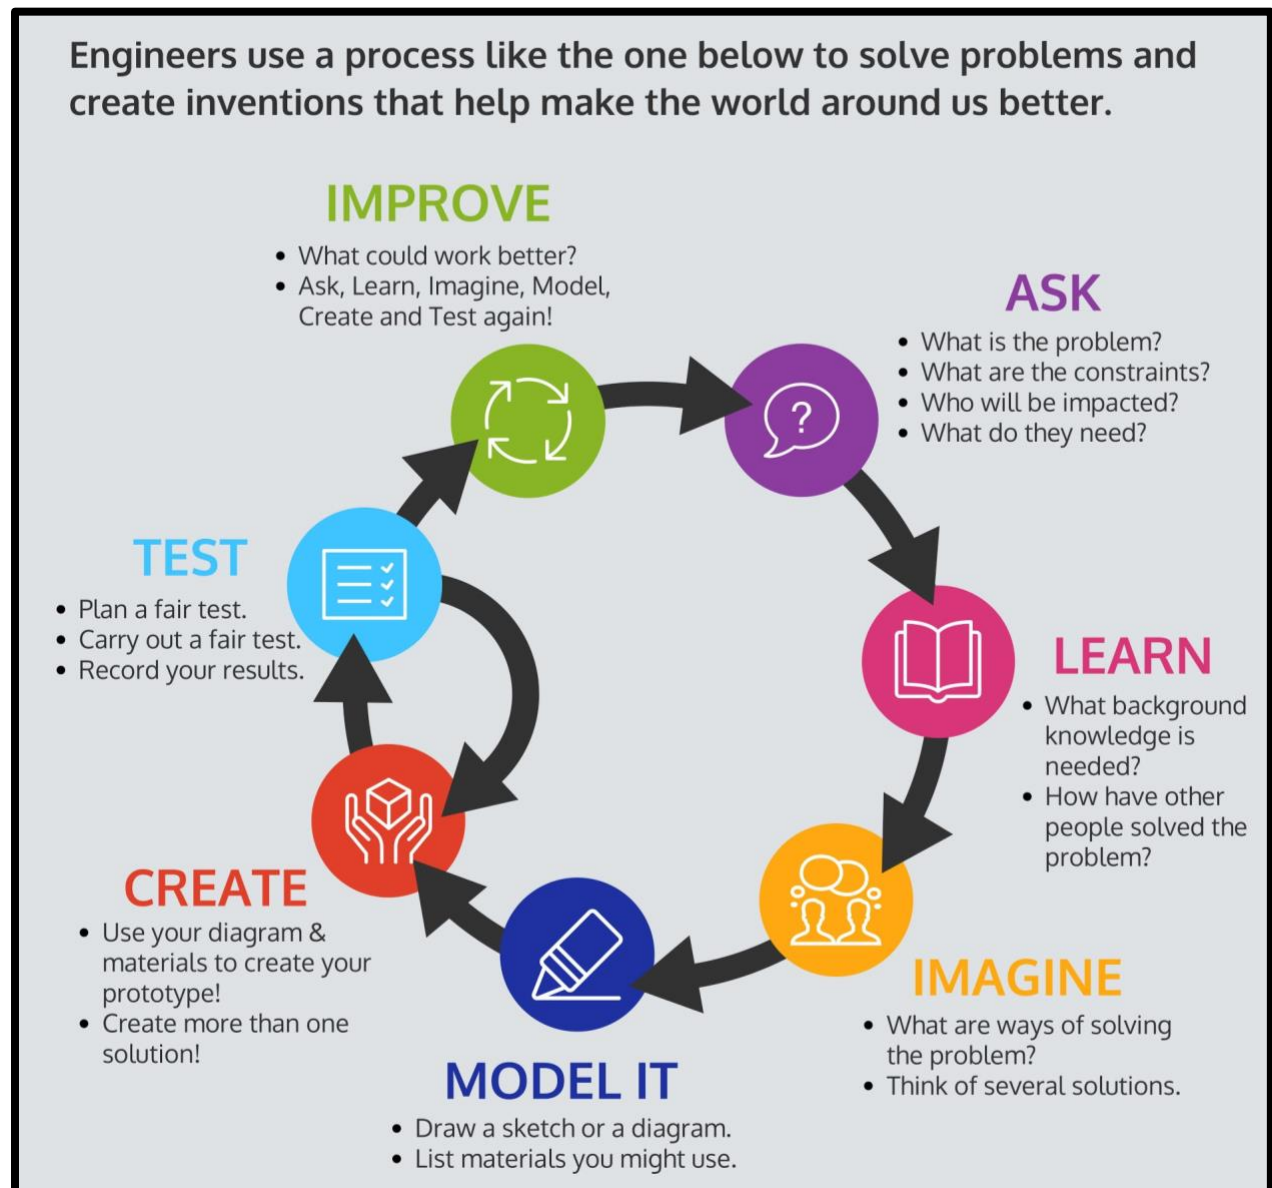 Engineers use a process like the one below to solve problems and
create inventions that help make the world around us better.
IMPROVE
• What could work better?
• Ask, Learn, Imagine, Model,
Create and Test again!
ASK
• What is the problem?
• What are the constraints?
• Who will be impacted?
• What do they need?
?
LEARN
• What background
knowledge is
needed?
• How have other
people solved the
problem?
IMAGINE
• What are ways of solving
the problem?
• Think of several solutions.
MODEL IT
• Draw a sketch or a diagram.
• List materials you might use.
CREATE
• Use your diagram &
materials to create your
prototype!
• Create more than one
solution!
TEST
• Plan a fair test.
• Carry out a fair test.
• Record your results.